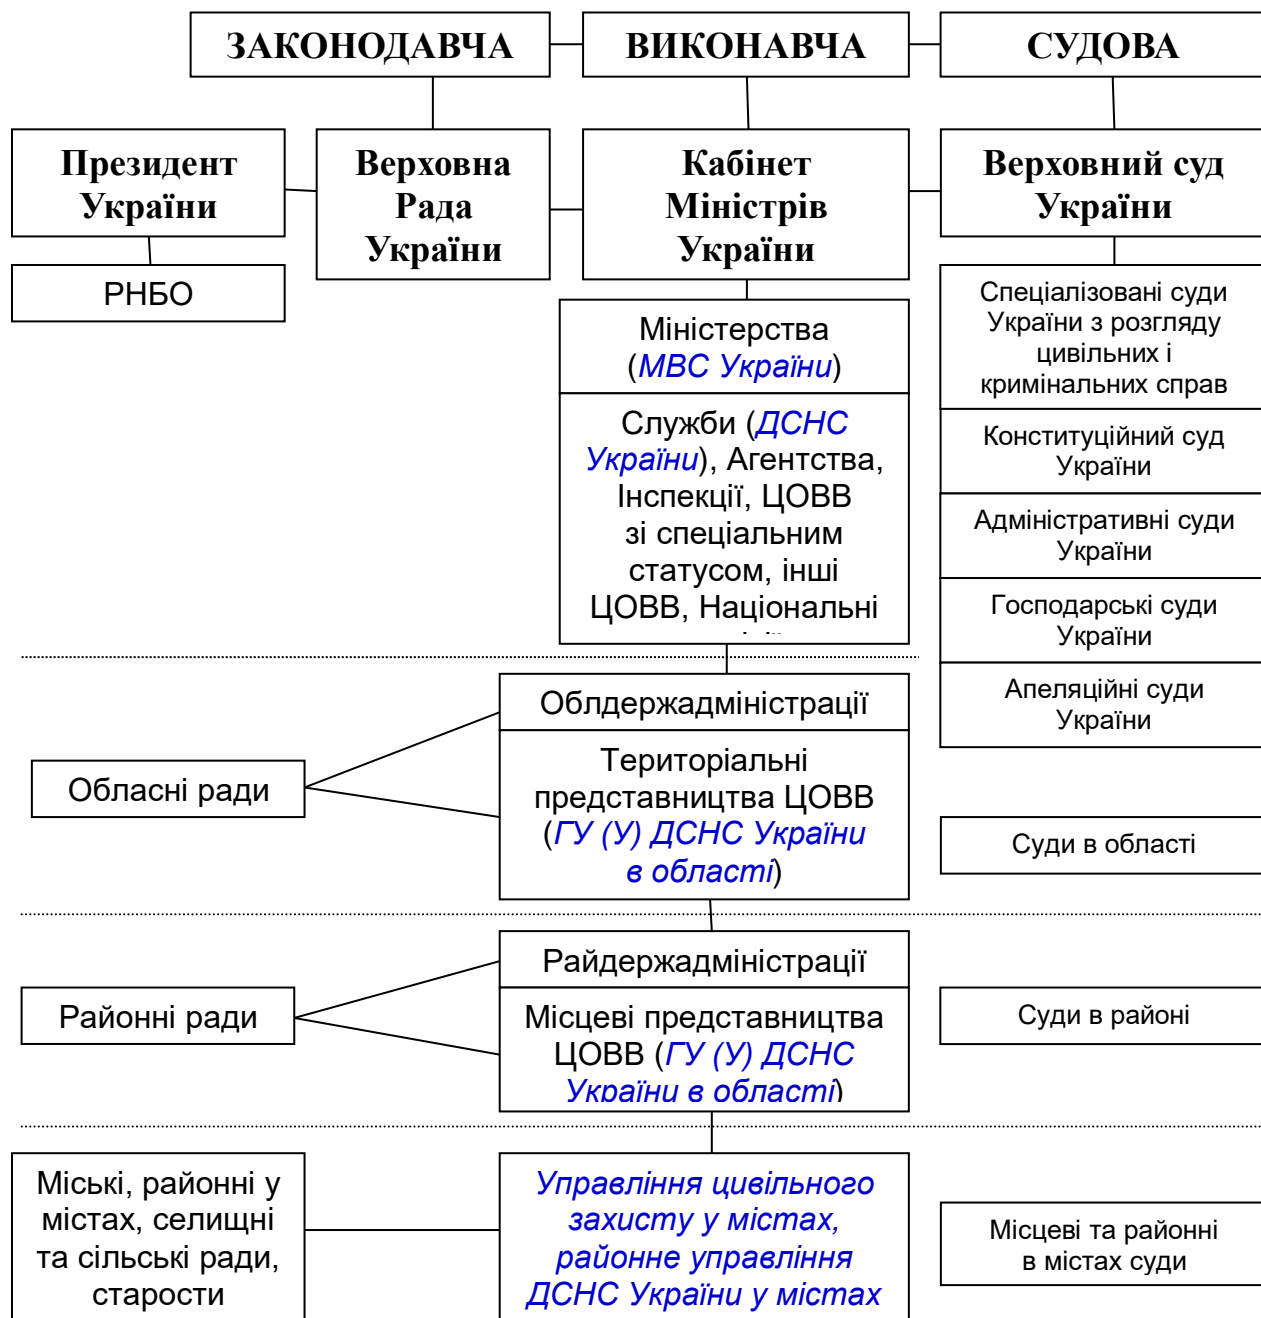 ЗАКОНОДАВЧА
ВИКОНАВЧА
СУДОВА
Президент
України
Верховна
Рада
України
Кабінет
Міністрів
України
Верховний суд
України
РНБО
Міністерства
(МВС України)
Служби (ДСНС
України), Агентства,
Інспекції, ЦОВВ
зі спеціальним
статусом, інші
ЦОВВ, Національні
Спеціалізовані суди
України з розгляду
цивільних і
кримінальних справ
Конституційний суд
України
Адміністративні суди
України
Господарські суди
України
Апеляційні суди
України
Обласні ради
Облдержадміністрації
Територіальні
представництва ЦОВВ
(ГУ (У) ДСНС України
в області)
Суди в області
Районні ради
Райдержадміністрації
Місцеві представництва
ЦОВВ (ГУ (У) ДСНС
України в області)
Суди в районі
Міські, районні у
містах, селищні
та сільські ради,
старости
Управління цивільного
захисту у містах,
районне управління
ДСНС України у містах
Місцеві та районні
в містах суди